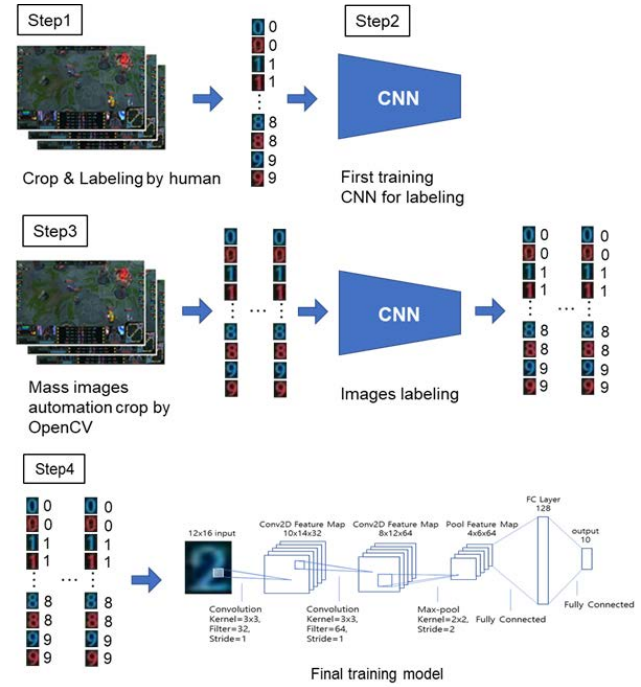 Step1
Step2
0 0
0 0
1 1
1 1
⋮
8 8
8 8
9 9
9 9
CNN
Crop & Labeling by human
First training
CNN for labeling
Step3
0 0
0 0
1 1
1 1
⋮ ⋯ ⋮
8 8
8 8
9 9
9 9
CNN
0 0 0 0
0 0 0 0
1 1 1 1
1 1 1 1
⋮ ⋯ ⋮
8 8 8 8
8 8 8 8
9 9 9 9
9 9 9 9
Mass images
automation crop by
OpenCV
Images labeling
Step4
0 0 0 0
0 0 0 0
1 1 1 1
1 1 1 1
⋮ ⋯ ⋮
8 8 8 8
8 8 8 8
9 9 9 9
9 9 9 9
12x16 input
2
Conv2D Feature Map
10x14x32
Conv2D Feature Map
8x12x64
Pool Feature Map
4x6x64
FC Layer
128
output
10
Convolution
Kernel=3x3,
Filter=32,
Stride=1
Convolution
Kernel=3x3,
Filter=64,
Stride=1
Max-pool
Kernel=2x2,
Stride=2
Fully Connected
Fully Connected
Final training model